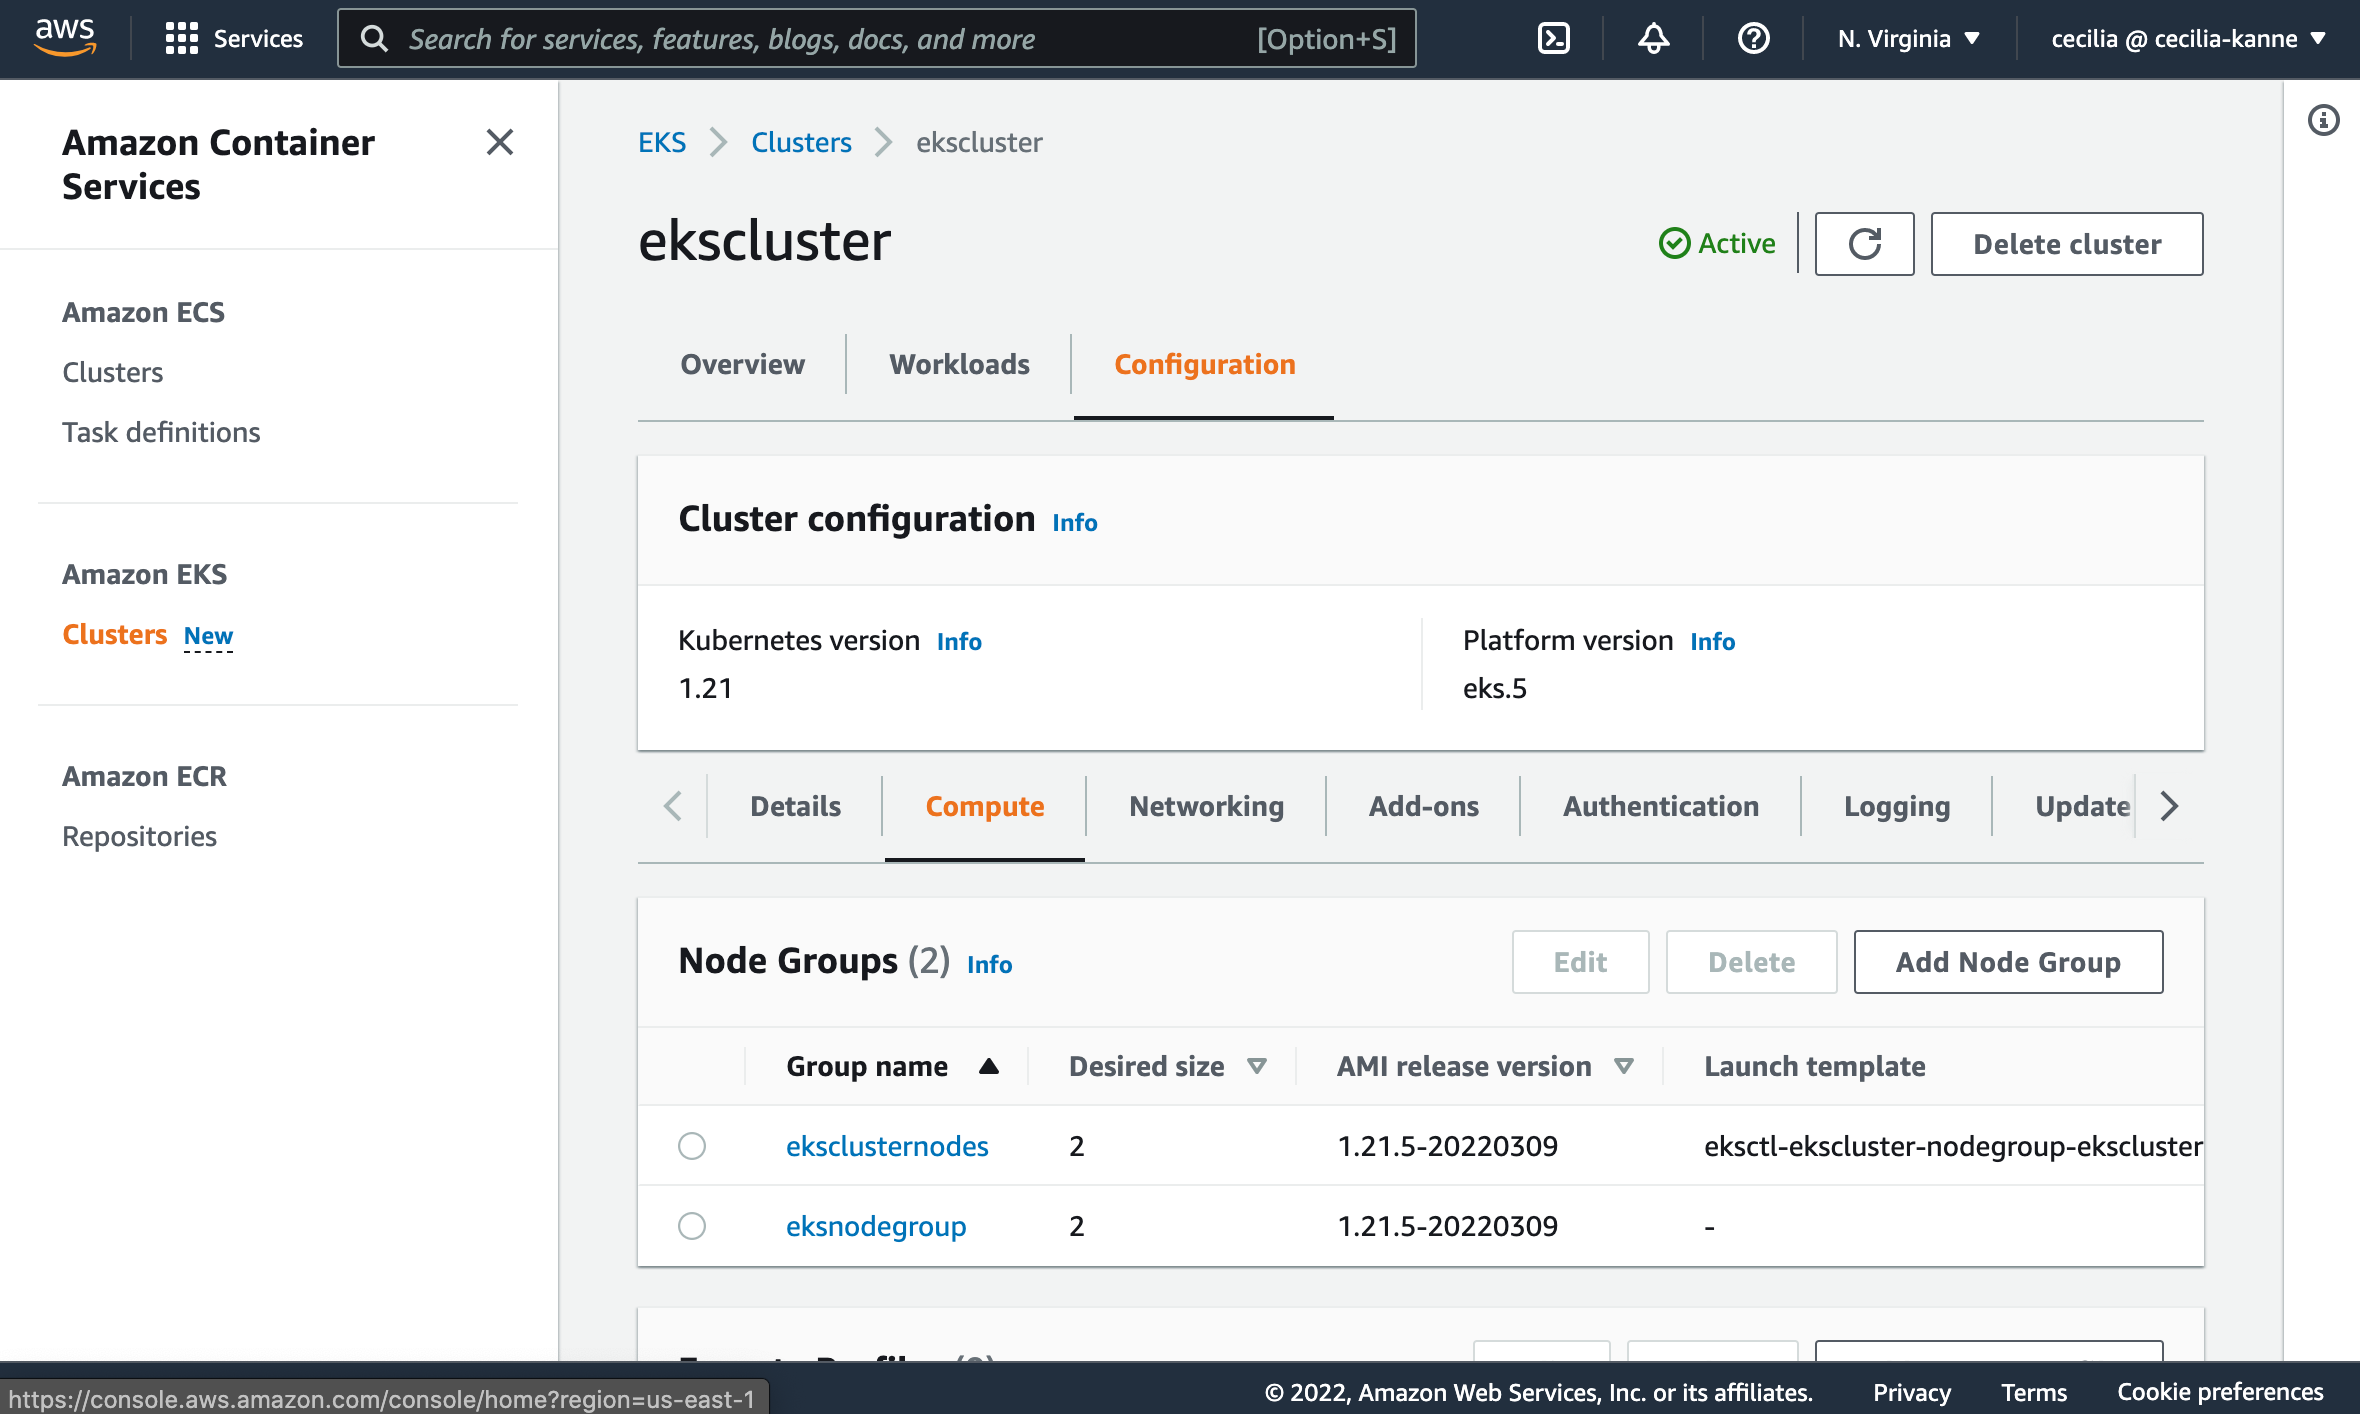 aws
Services
Search for services, features, blogs, docs, and more
[Option+S]
N. Virginia
cecilia @ cecilia-kanne
Amazon Container
Services
Amazon ECS
Clusters
Task definitions
Amazon EKS
Clusters New
Amazon ECR
Repositories
EKS Clusters ekscluster
ekscluster
Active
Delete cluster
Overview
Workloads
Configuration
Cluster configuration Info
Kubernetes version Info
1.21
Platform version Info
eks.5
Details
Compute
Networking
Add-ons
Authentication
Logging
Update
Node Groups (2) Info
Edit
Delete
Add Node Group
Group name
Desired size
AMI release version
Launch template
eksclusternodes
2
1.21.5-20220309
eksctl-ekscluster-nodegroup-ekscluster
eksnodegroup
2
1.21.5-20220309
-
https://console.aws.amazon.com/console/home?region=us-east-1
© 2022, Amazon Web Services, Inc. or its affiliates.
Privacy
Terms
Cookie preferences